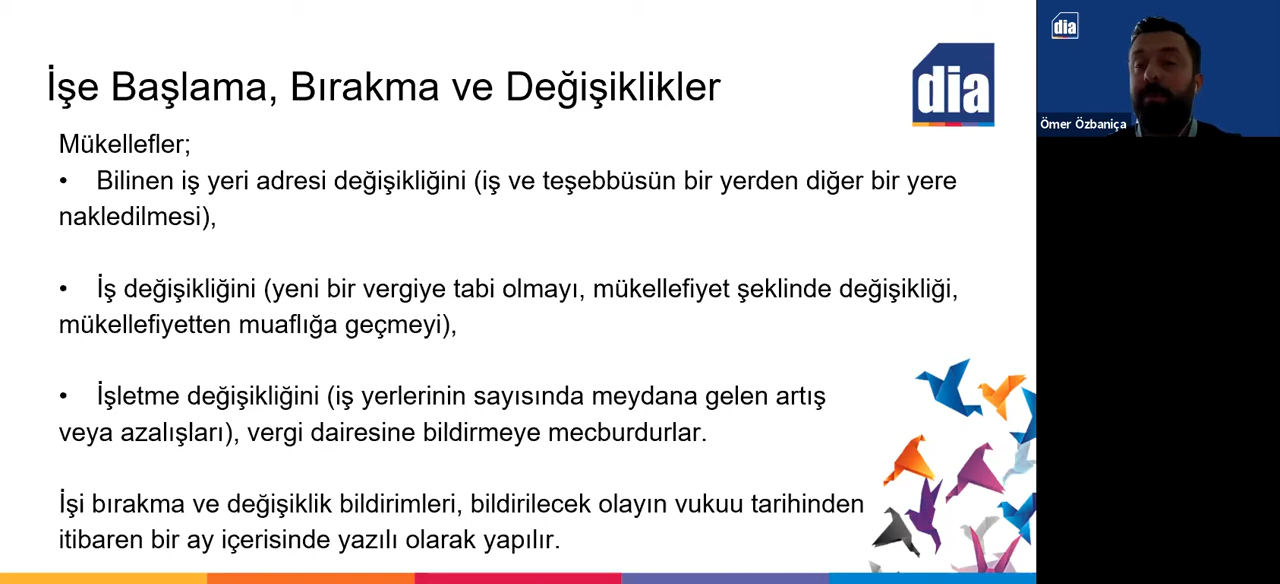 İşe Başlama, Bırakma ve Değişiklikler
dia
Mükellefler;
• Bilinen iş yeri adresi değişikliğini (iş ve teşebbüsün bir yerden diğer bir yere
nakledilmesi),
• İş değişikliğini (yeni bir vergiye tabi olmayı, mükellefiyet şeklinde değişikliği,
mükellefiyetten muaflığa geçmeyi),
• İşletme değişikliğini (iş yerlerinin sayısında meydana gelen artış
veya azalışları), vergi dairesine bildirmeye mecburdurlar.
İşi bırakma ve değişiklik bildirimleri, bildirilecek olayın vukuu tarihinden
itibaren bir ay içerisinde yazılı olarak yapılır.
dia
Ömer Özbaniça